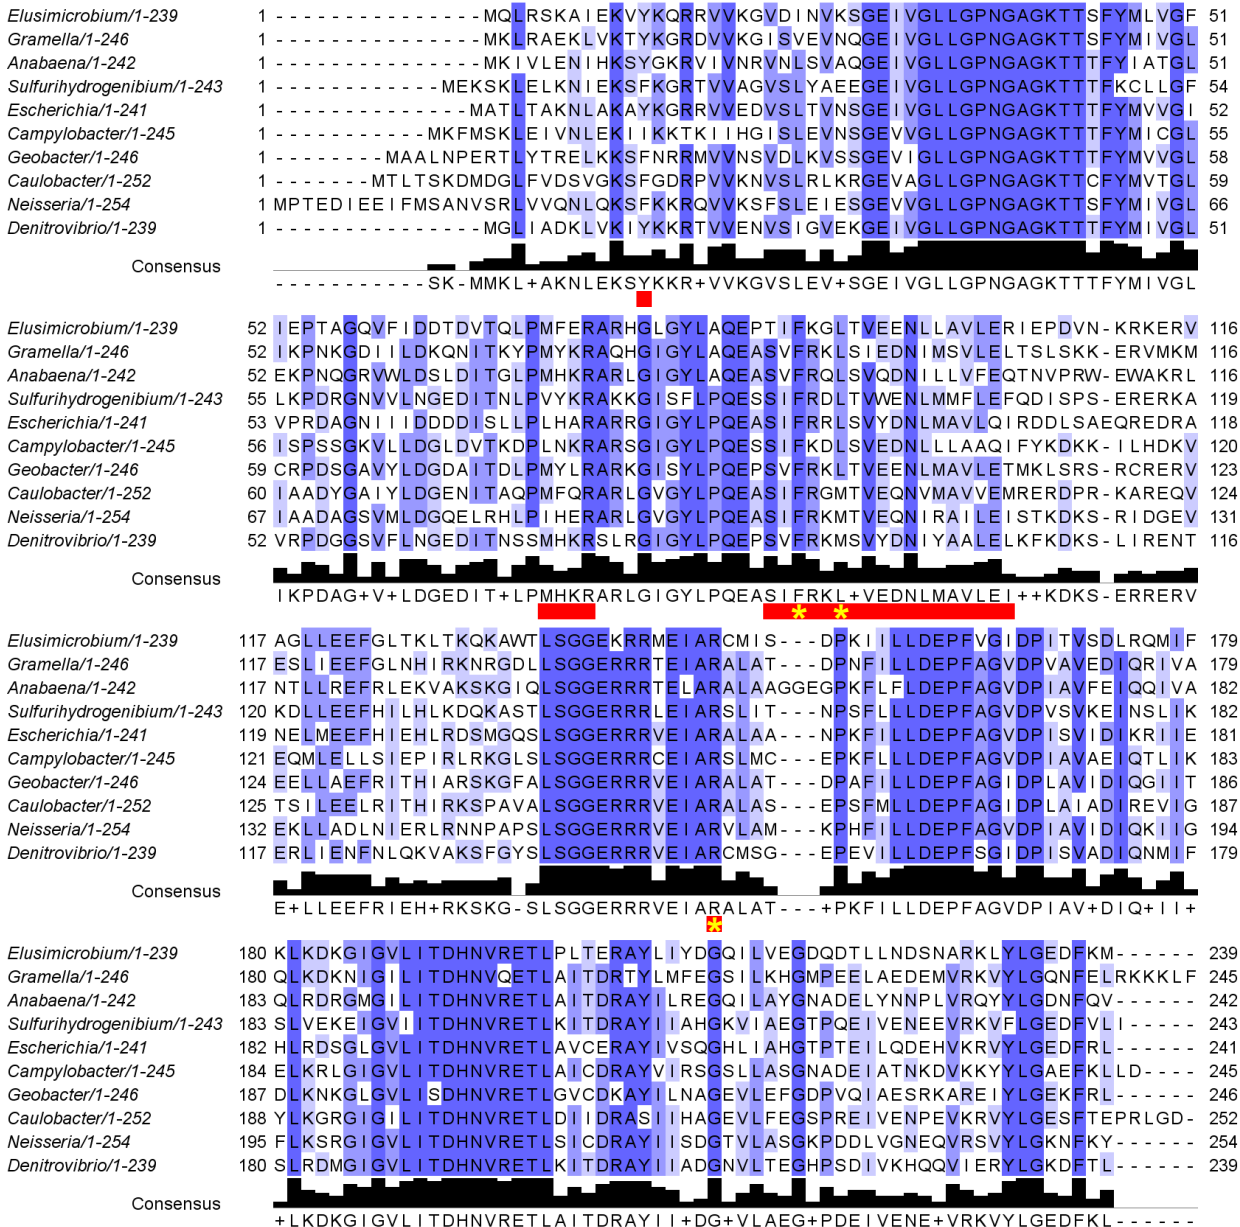 Elusimicrobium/1-239 1 ---------------MQLRSKAIEKVYKQRRVVKGVDINVKSGEIVGLLGPNGAGKTTSFYMLVGF 51
Gramella/1-246 1 ---------------MKLRAEKLVKTYKGRDVVKGISVEVNQGEIVGLLGPNGAGKTTSFYMIVGL 51
Anabaena/1-242 1 ---------------MKIVLENIHKSYGKRVIVNRVNLSVAQGEIVGLLGPNGAGKTTTFYIATGL 51
Sulfurihydrogenibium/1-243 1 ------------MEKSKLELKNIEKSFKGRTVVAGVSLYAEEGEIVGLLGPNGAGKTTTFKCLLGF 54
Escherichia/1-241 1 --------------MATLTAKNLAKAYKGRRVVEDVSLTVNSGEIVGLLGPNGAGKTTTFYMIVGI 52
Campylobacter/1-245 1 -----------MKFMSKLEIVNLEKIIKKTKIIHGISLEVNSGEVVGLLGPNGAGKTTTFYMICGL 55
Geobacter/1-246 1 --------MAALNPERTLYTRELKKSFNRRMVVNSVDLKVSSGEVIGLLGPNGAGKTTTFYMVVGL 58
Caulobacter/1-252 1 -------MTLTSKDMDGLFVDSVGKSFGDRPVVKNVSLRLKRGEVAGLLGPNGAGKTTCFYMVTGL 59
Neisseria/1-254 1 MPTEDIEEIFMSANVSRLVVQNLQKSFKKRQVVKSFSLEIESGEVIGLLGPNGAGKTTSFYMIVGL 66
Denitrovibrio/1-239 1 ---------------MGLIADKLVKIYKKRTVVENVSIGVEKGEIVGLLGPNGAGKTTTFYMIVGL 51
Consensus
-----------SK-MMKL+AKNLEKSYKKR+VVKGVSLEV+SGEIVGLLGPNGAGKTTTFYMIVGL
Elusimicrobium/1-239 52 IEPTAGQVFIDDTDVTQLPMFERARHGLGYLAQEPTIFKGLTVEENLLAVLERIEPDVN-KRKERV 116
Gramella/1-246 52 IKPNKGDIILDKQNITKYPMYKRAQHGIGYLAQEASVFRKLSIEDNIMSVLELTSLSKK-ERVMKM 116
Anabaena/1-242 52 EKPNQGRVWLDSLDITGLPMHKRARLGIGYLAQEASVFRQLSVQDNILLVFEQTNVPRW-EWAKRL 116
Sulfurihydrogenibium/1-243 55 LKPDRGNVVLNGEDITNLPVYKRAKKGISFLPQESSIFRDLTVWENLMMFLEFQDISPS-ERERKA 119
Escherichia/1-241 53 VPRDAGNIIIDDDDISLLPLHARARRGIGYLPQEASIFRRLSVYDNLMAVLQIRDDLSAEQREDRA 118
Campylobacter/1-245 56 ISPSSGKVLLDGLDVTKDPLNKRARSGIGYLPQESSIFKDLSVEDNLLLAAQIFYKDKK-ILHDKV 120
Geobacter/1-246 59 CRPDSGAVYLDGDAITDLPMYLRARKGISYLPQEPSVFRKLTVEENLMAVLETMKLSRS-RCRERV 123
Caulobacter/1-252 60 IAADYGAIYLDGENITAQPMFQRARLGVGYLPQEASIFRGMTVEQNVMAVVEMRERDPR-KAREQV 124
Neisseria/1-254 67 IAADAGSVMLDGQELRHLPIHERARLGVGYLPQEASIFRKMTVEQNIRAILEISTKDKS-RIDGEV 131
Denitrovibrio/1-239 52 VRPDGGSVFLNGEDITNSSMHKRSLRGIGYLPQEPSVFRKMSVYDNIYAALELKFKDKS-LIRENT 116
Consensus
IKPDAG+V+LDGEDIT+LPMHKRARLGIGYLPQEASIFRKL+VEDNLMAVLEI++KDKS-ERRERV
* *
Elusimicrobium/1-239 117 AGLLEEFGLTKLTKQKAWTLSGGEKRRMEIARCMIS---DPKIILLDEPFVGIDPITVSDLRQMIF 179
Gramella/1-246 117 ESLIEEFGLNHIRKNRGDLLSGGERRRTEIARALAT---DPNFILLDEPFAGVDPVAVEDIQRIVA 179
Anabaena/1-242 117 NTLLREFRLEKVAKSKGIQLSGGERRRTELARALAAGGEGPKFLFLDEPFAGVDPIAVFEIQQIVA 182
Sulfurihydrogenibium/1-243 120 KDLLEEFHILHLKDQKASTLSGGERRRLEIARSLIT---NPSFLLLDEPFAGVDPVSVKEINSLIK 182
Escherichia/1-241 119 NELMEEFHIEHLRDSMGQSLSGGERRRVEIARALAA---NPKFILLDEPFAGVDPISVIDIKRIIE 181
Campylobacter/1-245 121 EQMLELLSIEPIRLRKGLSLSGGERRRCEIARSLMC---EPKFLLLDEPFAGVDPIAVAEIQTLIK 183
Geobacter/1-246 124 EELLAEFRITHIARSKGFALSGGERRRVEIARALAT---DPAFILLDEPFAGIDPLAVIDIQGIIT 186
Caulobacter/1-252 125 TSILEELRITHIRKSPAVALSGGERRRVEIARALAS---EPSFMLLDEPFAGIDPLAIADIREVIG 187
Neisseria/1-254 132 EKLLADLNIERLRNNPAPSLSGGERRRVEIARVLAM---KPHFILLDEPFAGVDPIAVIDIQKIIG 194
Denitrovibrio/1-239 117 ERLIENFNLQKVAKSFGYSLSGGERRRVEIARCMSG---EPEVILLDEPFSGIDPISVADIQNMIF 179
Consensus
E+LLEEFRIEH+RKSKG-SLSGGERRRVEIARALAT---+PKFILLDEPFAGVDPIAV+DIQ+II+
*
Elusimicrobium/1-239 180 KLKDKGIGVLITDHNVRETLPLTERAYLIYDGQILVEGDQDTLLNDSNARKLYLGEDFKM------ 239
Gramella/1-246 180 QLKDKNIGILITDHNVQETLAITDRTYLMFEGSILKHGMPEELAEDEMVRKVYLGQNFELRKKKLF 245
Anabaena/1-242 183 QLRDRGMGILITDHNVRETLAITDRAYILREGQILAYGNADELYNNPLVRQYYLGDNFQV------ 242
Sulfurihydrogenibium/1-243 183 SLVEKEIGVIITDHNVRETLKITDRAYIIAHGKVIAEGTPQEIVENEEVRKVFLGEDFVLI----- 243
Escherichia/1-241 182 HLRDSGLGVLITDHNVRETLAVCERAYIVSQGHLIAHGTPTEILQDEHVKRVYLGEDFRL------ 241
Campylobacter/1-245 184 ELKRLGIGVLITDHNVRETLAICDRAYVIRSGSLLASGNADEIATNKDVKKYYLGAEFKLLD---- 245
Geobacter/1-246 187 DLKNKGLGVLISDHNVRETLGVCDKAYILNAGEVLEFGDPVQIAESRKAREIYLGEKFRL------ 246
Caulobacter/1-252 188 YLKGRGIGILITDHNVRETLDIIDRASIIHAGEVLFEGSPREIVENPEVKRVYLGESFTEPRLGD- 252
Neisseria/1-254 195 FLKSRGIGVLITDHNVRETLSICDRAYIISDGTVLASGKPDDLVGNEQVRSVYLGKNFKY------ 254
Denitrovibrio/1-239 180 SLRDMGIGVLITDHNVRETLKITDRAYIIADGNVLTEGHPSDIVKHQQVIERYLGKDFTL------ 239
Consensus
+LKDKGIGVLITDHNVRETLAITDRAYII+DG+VLAEG+PDEIVENE+VRKVYLGEDFKL